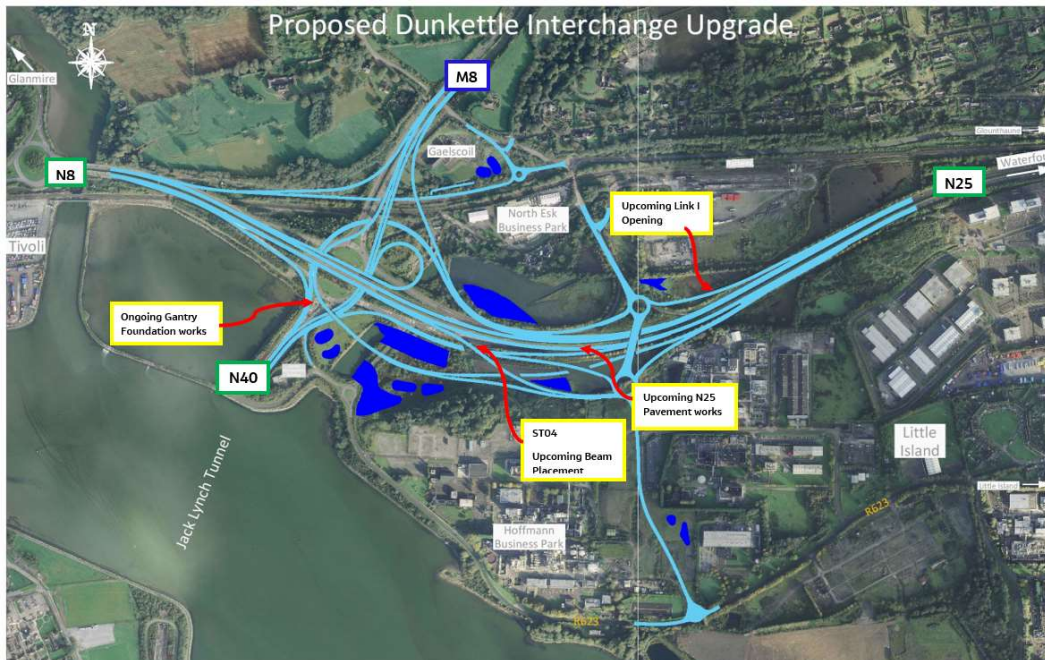 Proposed Dunkettle Interchange Upgrade
N
Glanmire
M8
Gaelscoil
Glounthaune
Waterford
N8
N25
Upcoming Link I
Opening
North Esk
Business Park
Tivoli
Ongoing Gantry
Foundation works
N40
Upcoming N25
Pavement works
ST04
Upcoming Beam
Placement
Little
Island
Little Island
Jack Lynch Tunnel
R623
Hoffmann
Business Park
R623